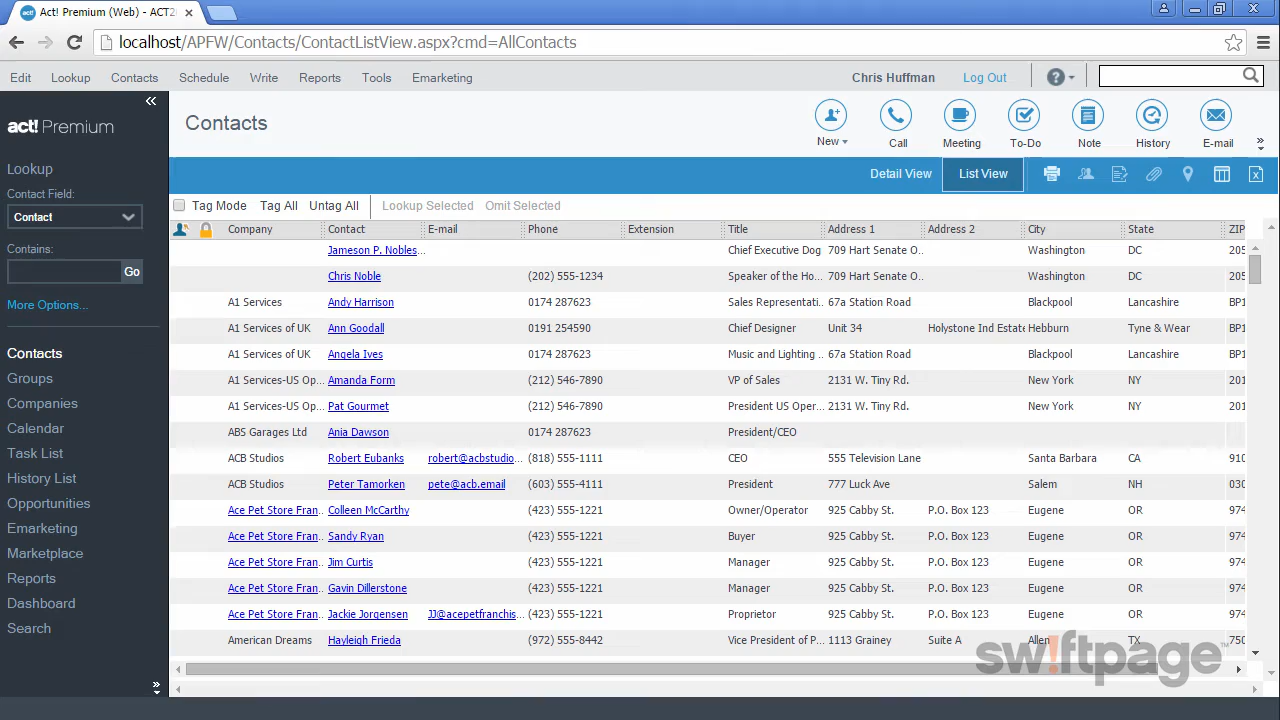 Act! Premium (Web) - ACT2
localhost/APFW/Contacts/ContactListView.aspx?cmd=AllContacts
Edit Lookup Contacts Schedule Write Reports Tools Emarketing Chris Huffman Log Out ?
act! Premium
Contacts
New Call Meeting To-Do Note History E-mail
Lookup
Contact Field:
Contact
Contains:
Go
More Options...
Contacts
Groups
Companies
Calendar
Task List
History List
Opportunities
Emarketing
Marketplace
Reports
Dashboard
Search
Detail View List View
Tag Mode Tag All Untag All Lookup Selected Omit Selected
Company Contact E-mail Phone Extension Title Address 1 Address 2 City State ZIP
Jameson P. Nobles... Chief Executive Dog 709 Hart Senate O... Washington DC 205
Chris Noble (202) 555-1234 Speaker of the Ho... 709 Hart Senate O... Washington DC 205
A1 Services Andy Harrison 0174 287623 Sales Representati... 67a Station Road Blackpool Lancashire BP1
A1 Services of UK Ann Goodall 0191 254590 Chief Designer Unit 34 Holystone Ind Estate Hebburn Tyne & Wear BP1
A1 Services of UK Angela Ives 0174 287623 Music and Lighting ... 67a Station Road Blackpool Lancashire BP1
A1 Services-US Op... Amanda Form (212) 546-7890 VP of Sales 2131 W. Tiny Rd. New York NY 201
A1 Services-US Op... Pat Gourmet (212) 546-7890 President US Oper... 2131 W. Tiny Rd. New York NY 201
ABS Garages Ltd Ania Dawson 0174 287623 President/CEO
ACB Studios Robert Eubanks robert@acbstudio... (818) 555-1111 CEO 555 Television Lane Santa Barbara CA 910
ACB Studios Peter Tamorken pete@acb.email (603) 555-4111 President 777 Luck Ave Salem NH 030
Ace Pet Store Fran... Colleen McCarthy (423) 555-1221 Owner/Operator 925 Cabby St. P.O. Box 123 Eugene OR 974
Ace Pet Store Fran... Sandy Ryan (423) 555-1221 Buyer 925 Cabby St. P.O. Box 123 Eugene OR 974
Ace Pet Store Fran... Jim Curtis (423) 555-1221 Manager 925 Cabby St. P.O. Box 123 Eugene OR 974
Ace Pet Store Fran... Gavin Dillerstone (423) 555-1221 Manager 925 Cabby St. P.O. Box 123 Eugene OR 974
Ace Pet Store Fran... Jackie Jorgensen JJ@acepetfranchis... (423) 555-1221 Proprietor 925 Cabby St. P.O. Box 123 Eugene OR 974
American Dreams Hayleigh Frieda (972) 555-8442 Vice President of P... 1113 Grainey Suite A Allen TX 750
sw!ftpage™